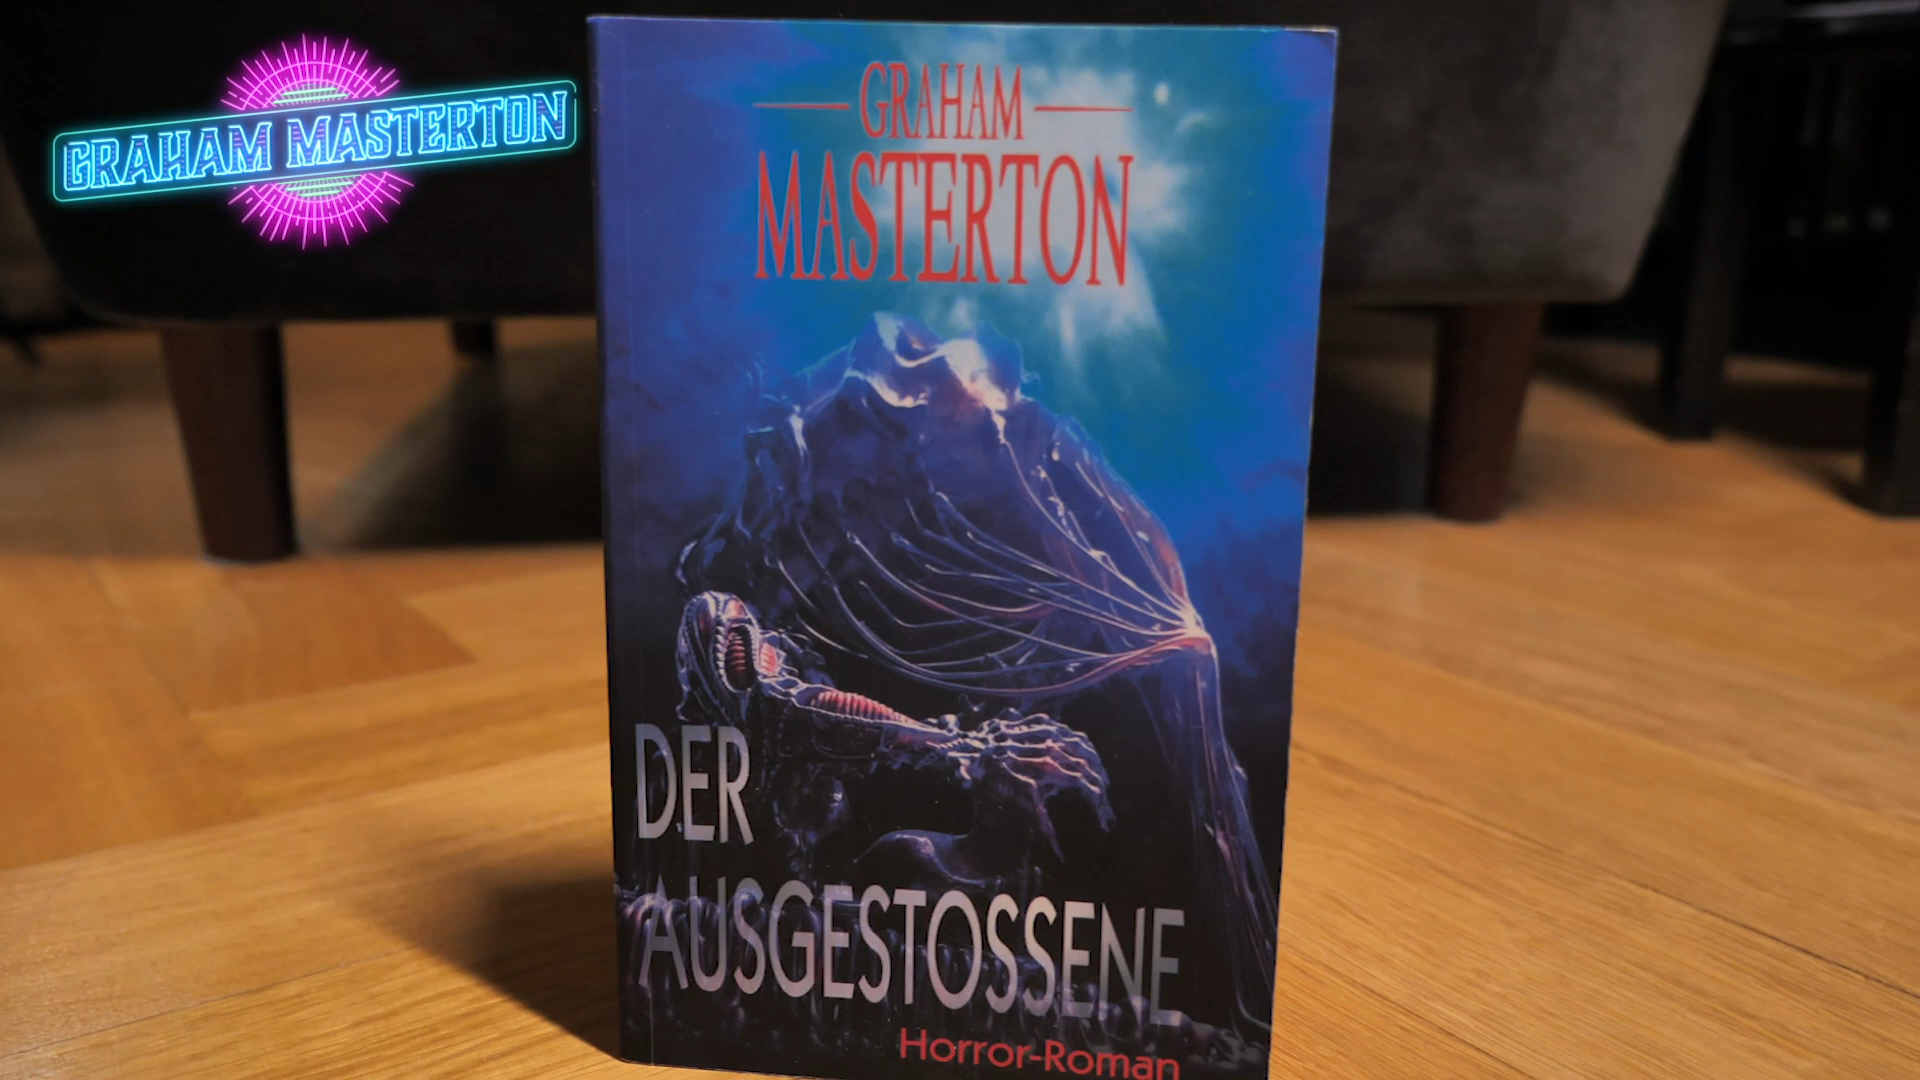 GRAHAM MASTERTON
GRAHAM
MASTERTON
DER
AUSGESTOSSENE
Horror-Roman